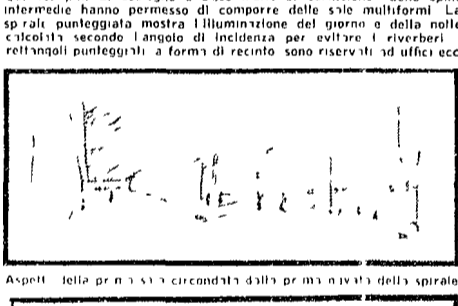 intermedie hanno permesso di comporre delle sale multiformi La
spirale punteggiata mostra l illuminazione del giorno e della notte
calcolata secondo l angolo di incidenza per evitare i riverberi
rettangoli punteggiati a forma di recinto sono riservati ad uffici ecc
Aspetti della prima sala circondata dalla prima navata della spirale